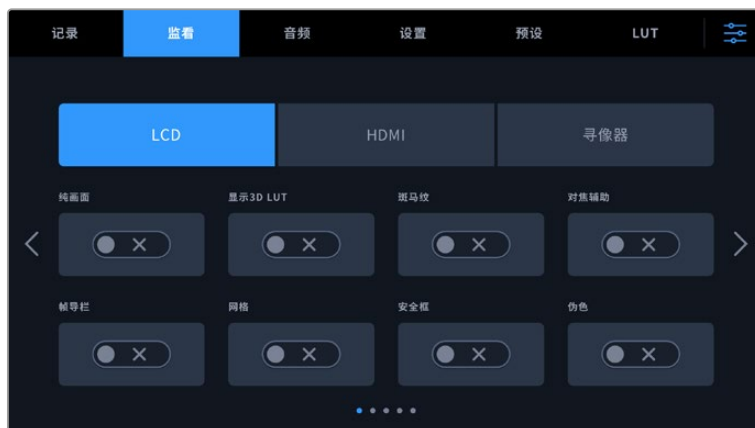 记录 监看 音频 设置 预设 LUT
LCD HDMI 寻像器
纯画面 显示3D LUT 斑马纹 对焦辅助
帧导栏 网格 安全框 伪色